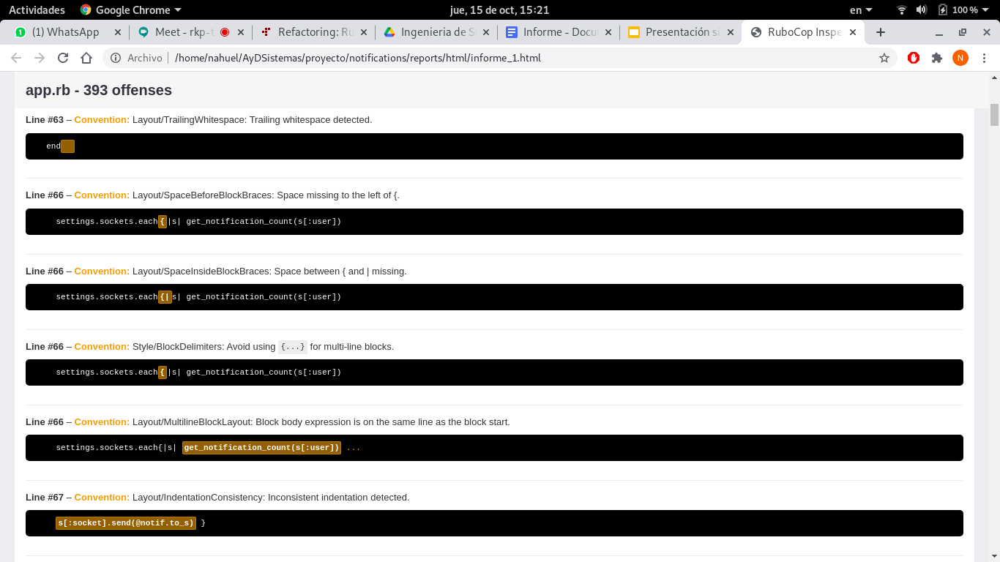 Actividades Google Chrome jue, 15 de oct, 15:21 en 100 %
(1) WhatsApp Meet - rkp- Refactoring: Ru Ingenieria de S Informe - Docu Presentación si RuboCop Inspe
Archivo /home/nahuel/AyDSistemas/proyecto/notifications/reports/html/informe_1.html N
app.rb - 393 offenses
Line #63 – Convention: Layout/TrailingWhitespace: Trailing whitespace detected.
end
Line #66 – Convention: Layout/SpaceBeforeBlockBraces: Space missing to the left of {.
settings.sockets.each{|s| get_notification_count(s[:user])
Line #66 – Convention: Layout/SpaceInsideBlockBraces: Space between { and | missing.
settings.sockets.each{|s| get_notification_count(s[:user])
Line #66 – Convention: Style/BlockDelimiters: Avoid using {...} for multi-line blocks.
settings.sockets.each{|s| get_notification_count(s[:user])
Line #66 – Convention: Layout/MultilineBlockLayout: Block body expression is on the same line as the block start.
settings.sockets.each{|s| get_notification_count(s[:user]) ...
Line #67 – Convention: Layout/IndentationConsistency: Inconsistent indentation detected.
s[:socket].send(@notif.to_s) }